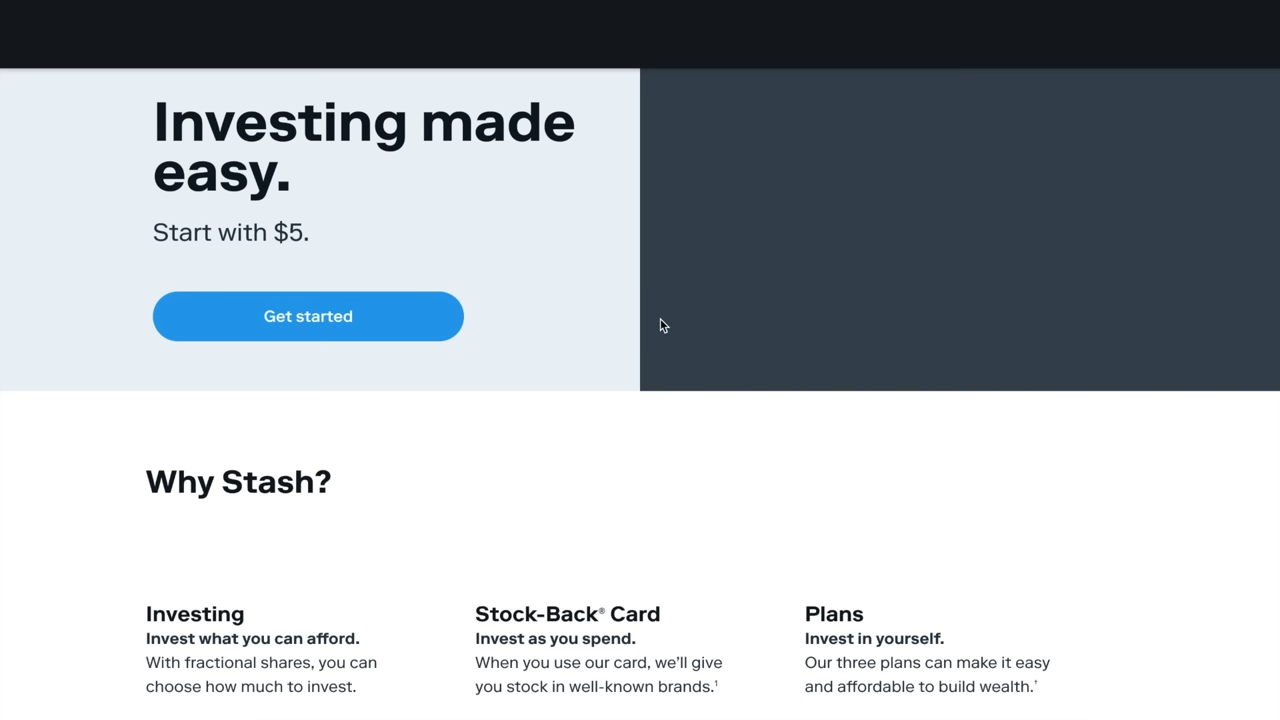 Investing made
easy.
Start with $5.
Get started
Why Stash?
Investing
Invest what you can afford.
With fractional shares, you can
choose how much to invest.
Stock-Back® Card
Invest as you spend.
When you use our card, we'll give
you stock in well-known brands.¹
Plans
Invest in yourself.
Our three plans can make it easy
and affordable to build wealth.†